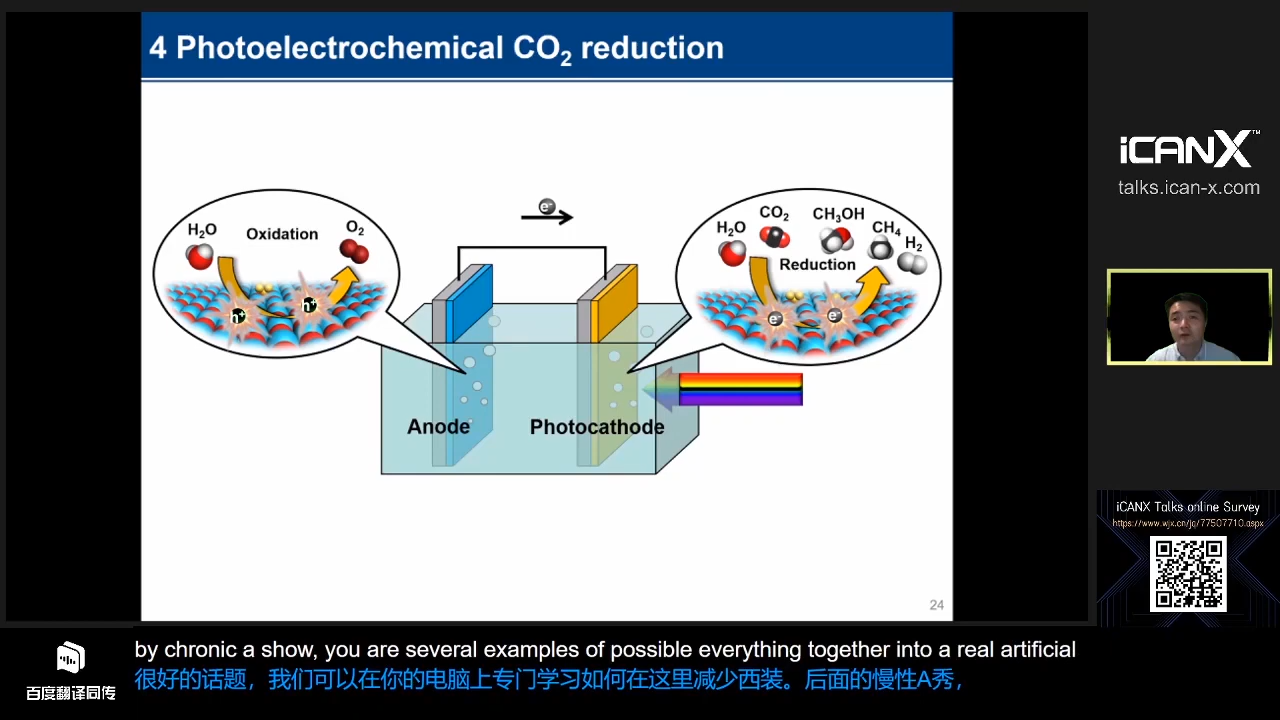 4 Photoelectrochemical CO₂ reduction
e⁻
H₂O
Oxidation
O₂
h⁺
h⁺
H₂O
CO₂
CH₃OH
CH₄
H₂
Reduction
e⁻
e⁻
Anode
Photocathode
24
iCANX™
talks.ican-x.com
iCANX Talks online Survey
https://www.wjx.cn/jq/77507710.aspx
百度翻译同传
by chronic a show, you are several examples of possible everything together into a real artificial
很好的话题，我们可以在你的电脑上专门学习如何在这里减少西装。后面的慢性A秀，